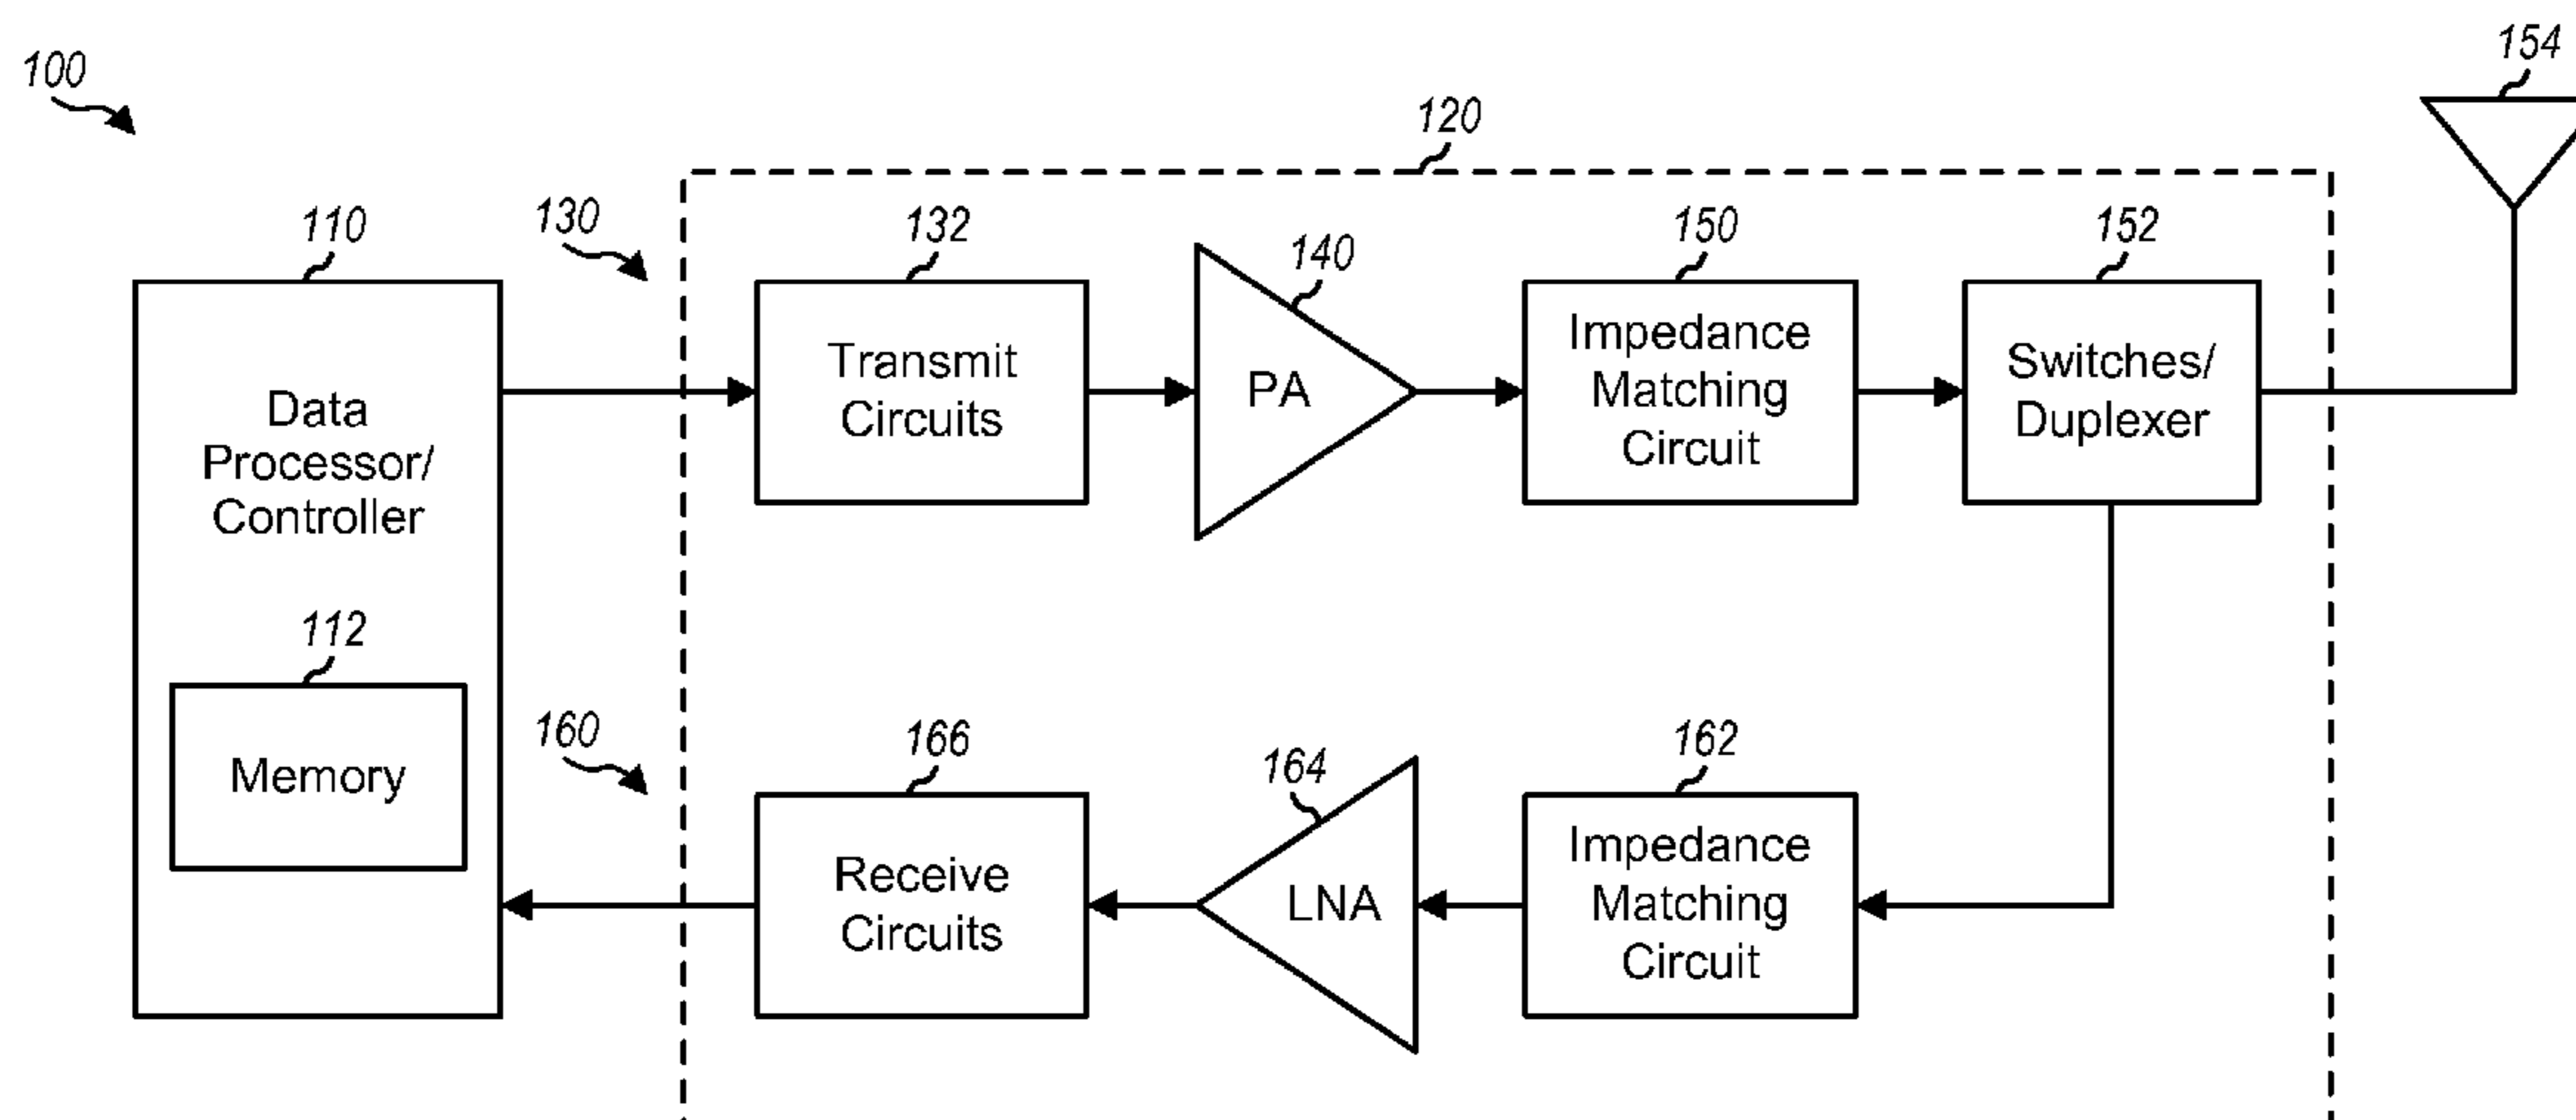 100
154
120
130
110
132
140
150
152
Data
Processor/
Controller
Transmit
Circuits
PA
Impedance
Matching
Circuit
Switches/
Duplexer
112
Memory
160
166
164
162
Receive
Circuits
LNA
Impedance
Matching
Circuit